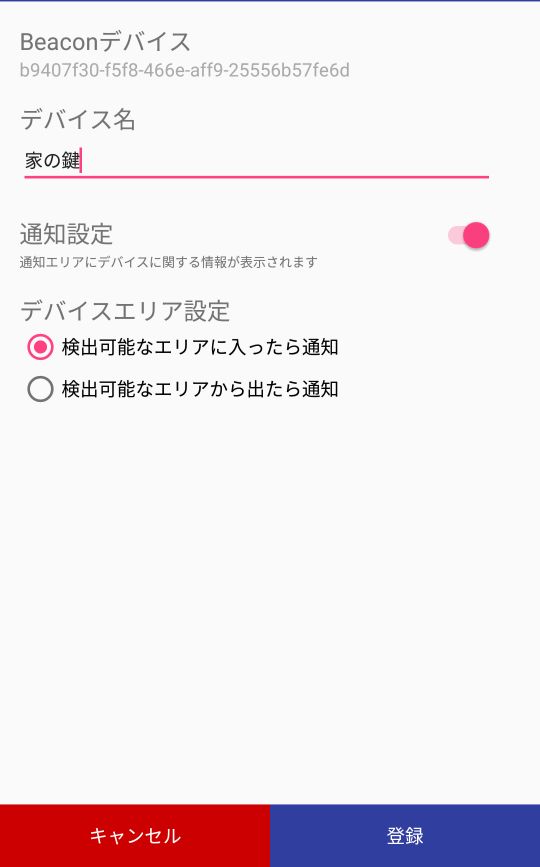 Beaconデバイス
b9407f30-f5f8-466e-aff9-25556b57fe6d
デバイス名
家の鍵
通知設定
通知エリアにデバイスに関する情報が表示されます
デバイスエリア設定
検出可能なエリアに入ったら通知
検出可能なエリアから出たら通知
キャンセル
登録